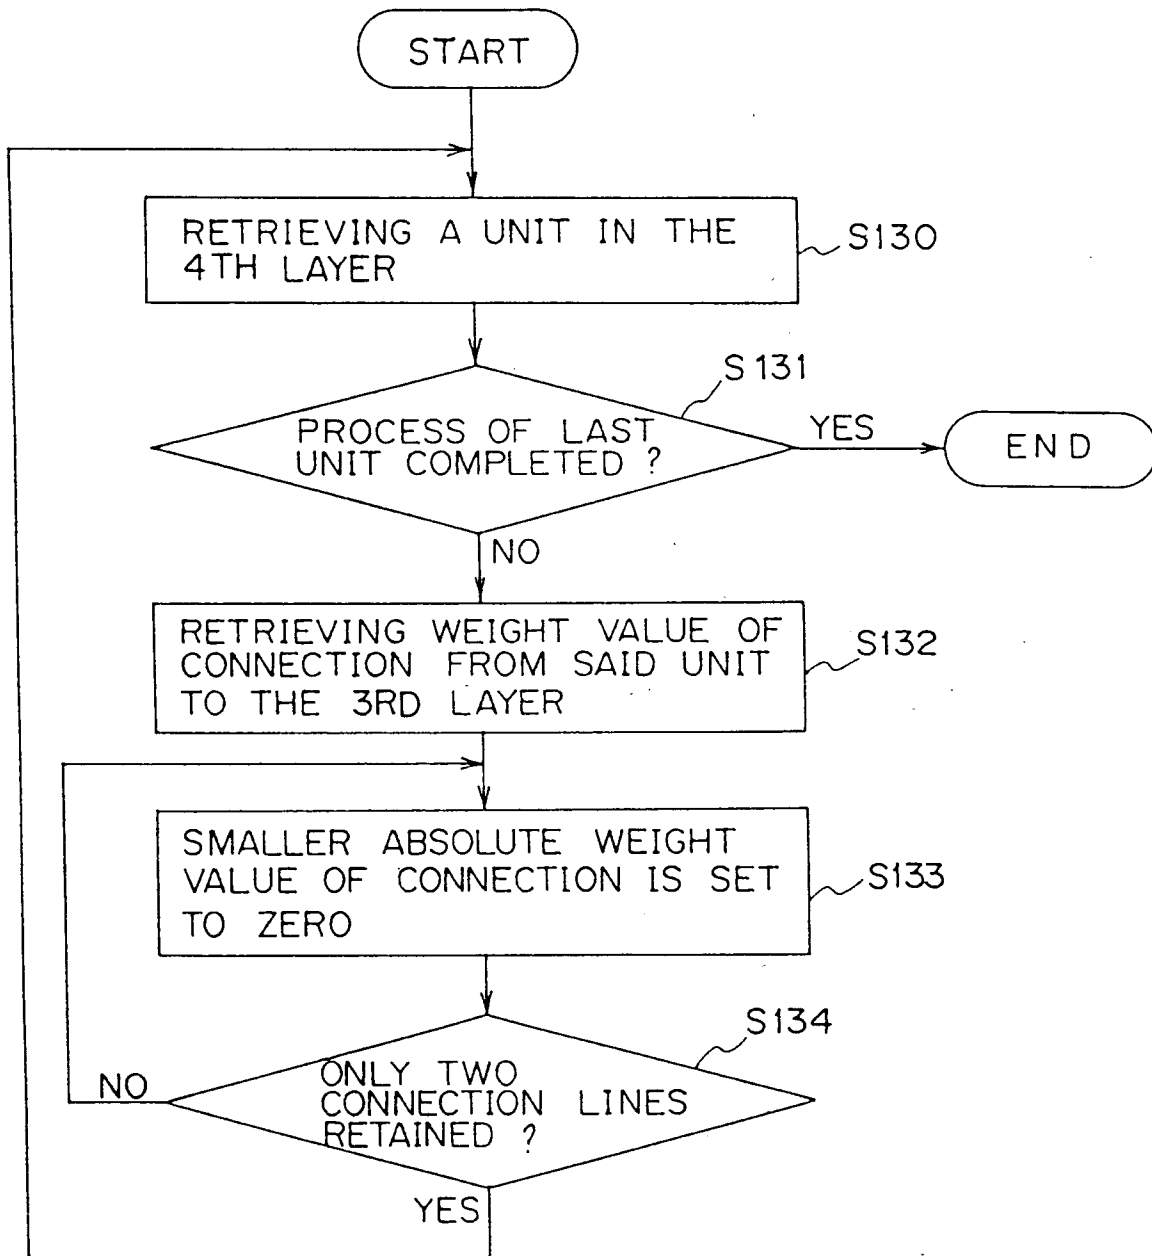 START
RETRIEVING A UNIT IN THE
4TH LAYER
S130
S131
PROCESS OF LAST
UNIT COMPLETED ?
YES
END
NO
RETRIEVING WEIGHT VALUE OF
CONNECTION FROM SAID UNIT
TO THE 3RD LAYER
S132
SMALLER ABSOLUTE WEIGHT
VALUE OF CONNECTION IS SET
TO ZERO
S133
S134
NO
ONLY TWO
CONNECTION LINES
RETAINED ?
YES